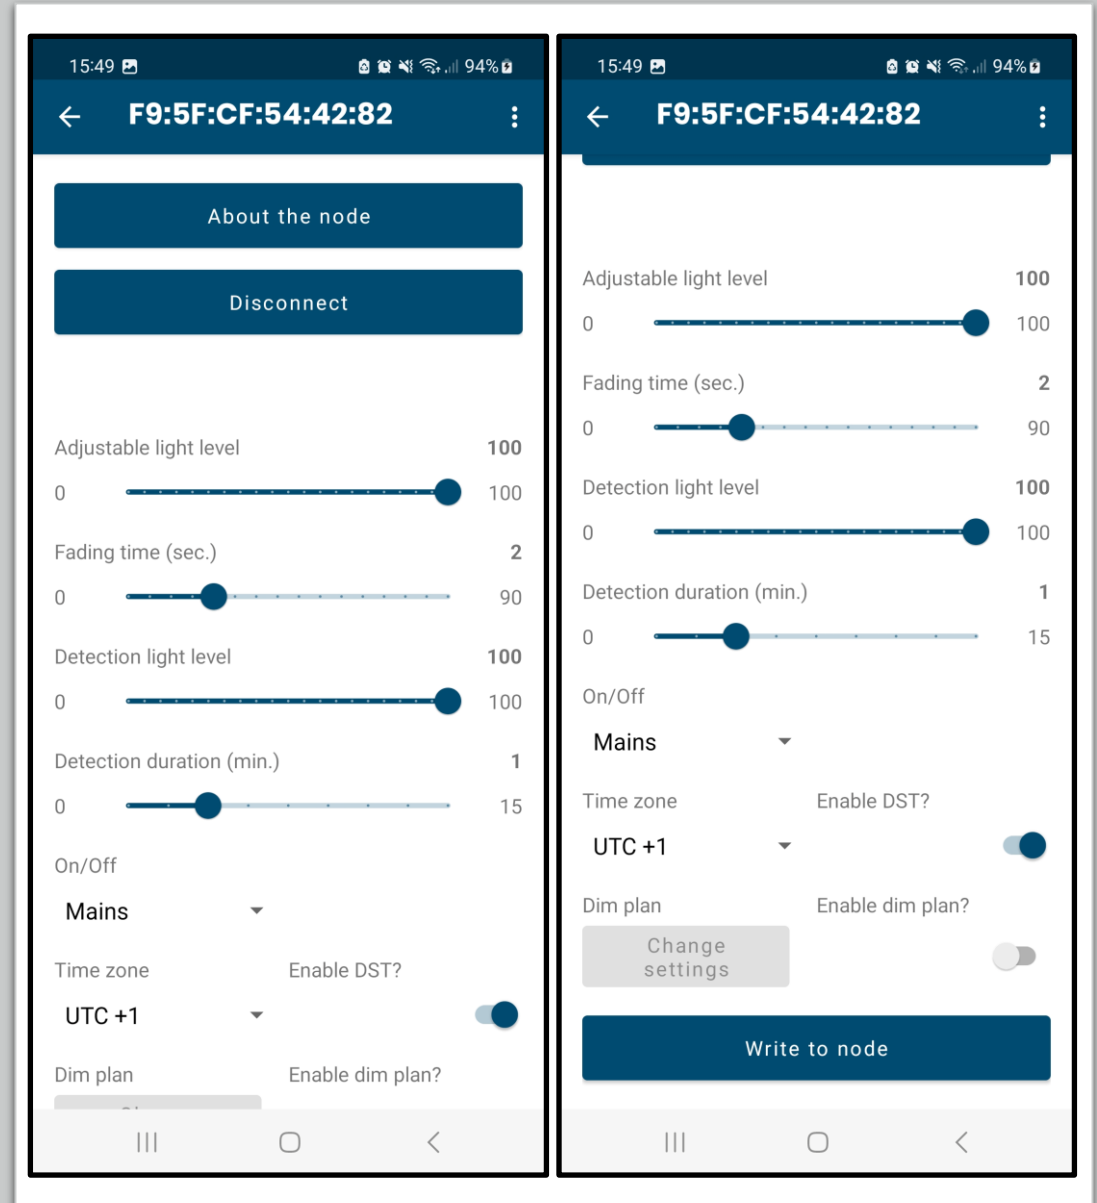 15:49
94%
F9:5F:CF:54:42:82
About the node
Disconnect
Adjustable light level 100
0 100
Fading time (sec.) 2
0 90
Detection light level 100
0 100
Detection duration (min.) 1
0 15
On/Off
Mains
Time zone Enable DST?
UTC +1
Dim plan Enable dim plan?
15:49
94%
F9:5F:CF:54:42:82
Adjustable light level 100
0 100
Fading time (sec.) 2
0 90
Detection light level 100
0 100
Detection duration (min.) 1
0 15
On/Off
Mains
Time zone Enable DST?
UTC +1
Dim plan Enable dim plan?
Change
settings
Write to node